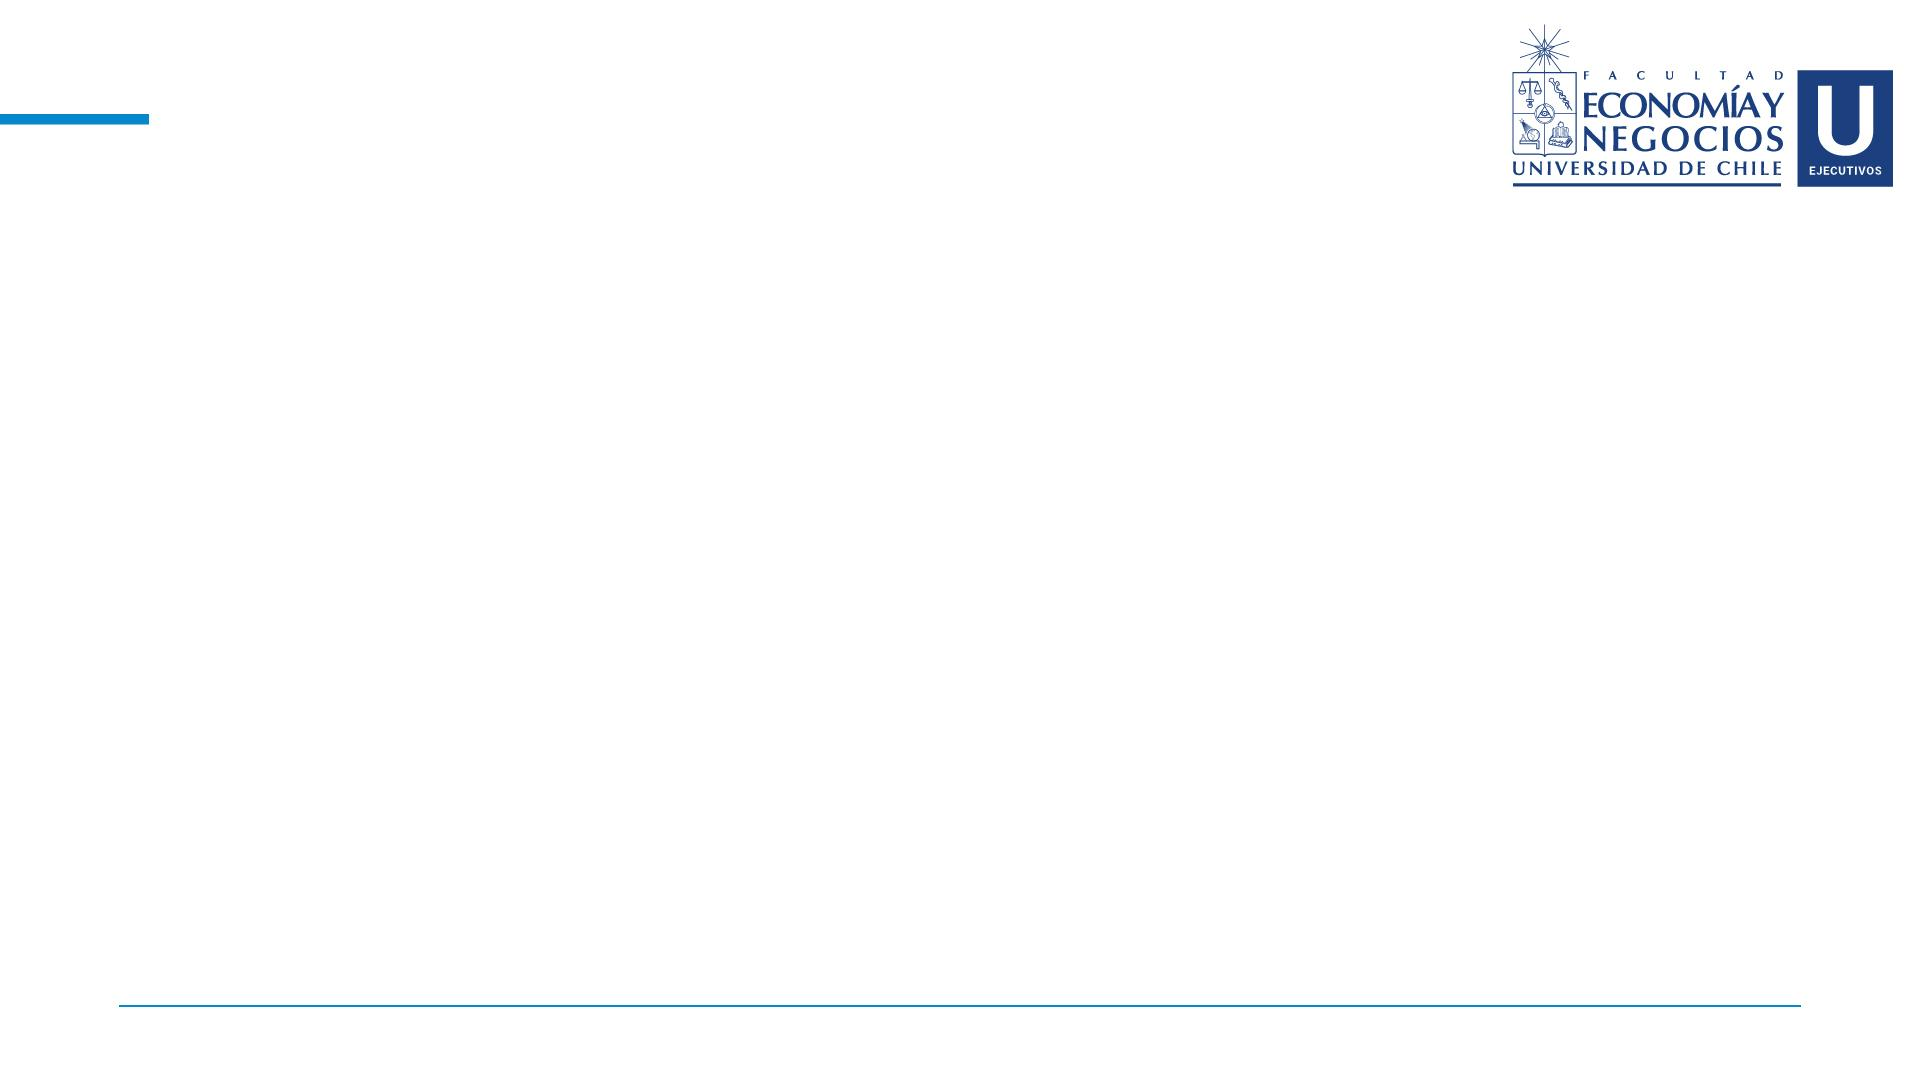 FACULTAD
ECONOMÍA Y
NEGOCIOS
UNIVERSIDAD DE CHILE
U
EJECUTIVOS